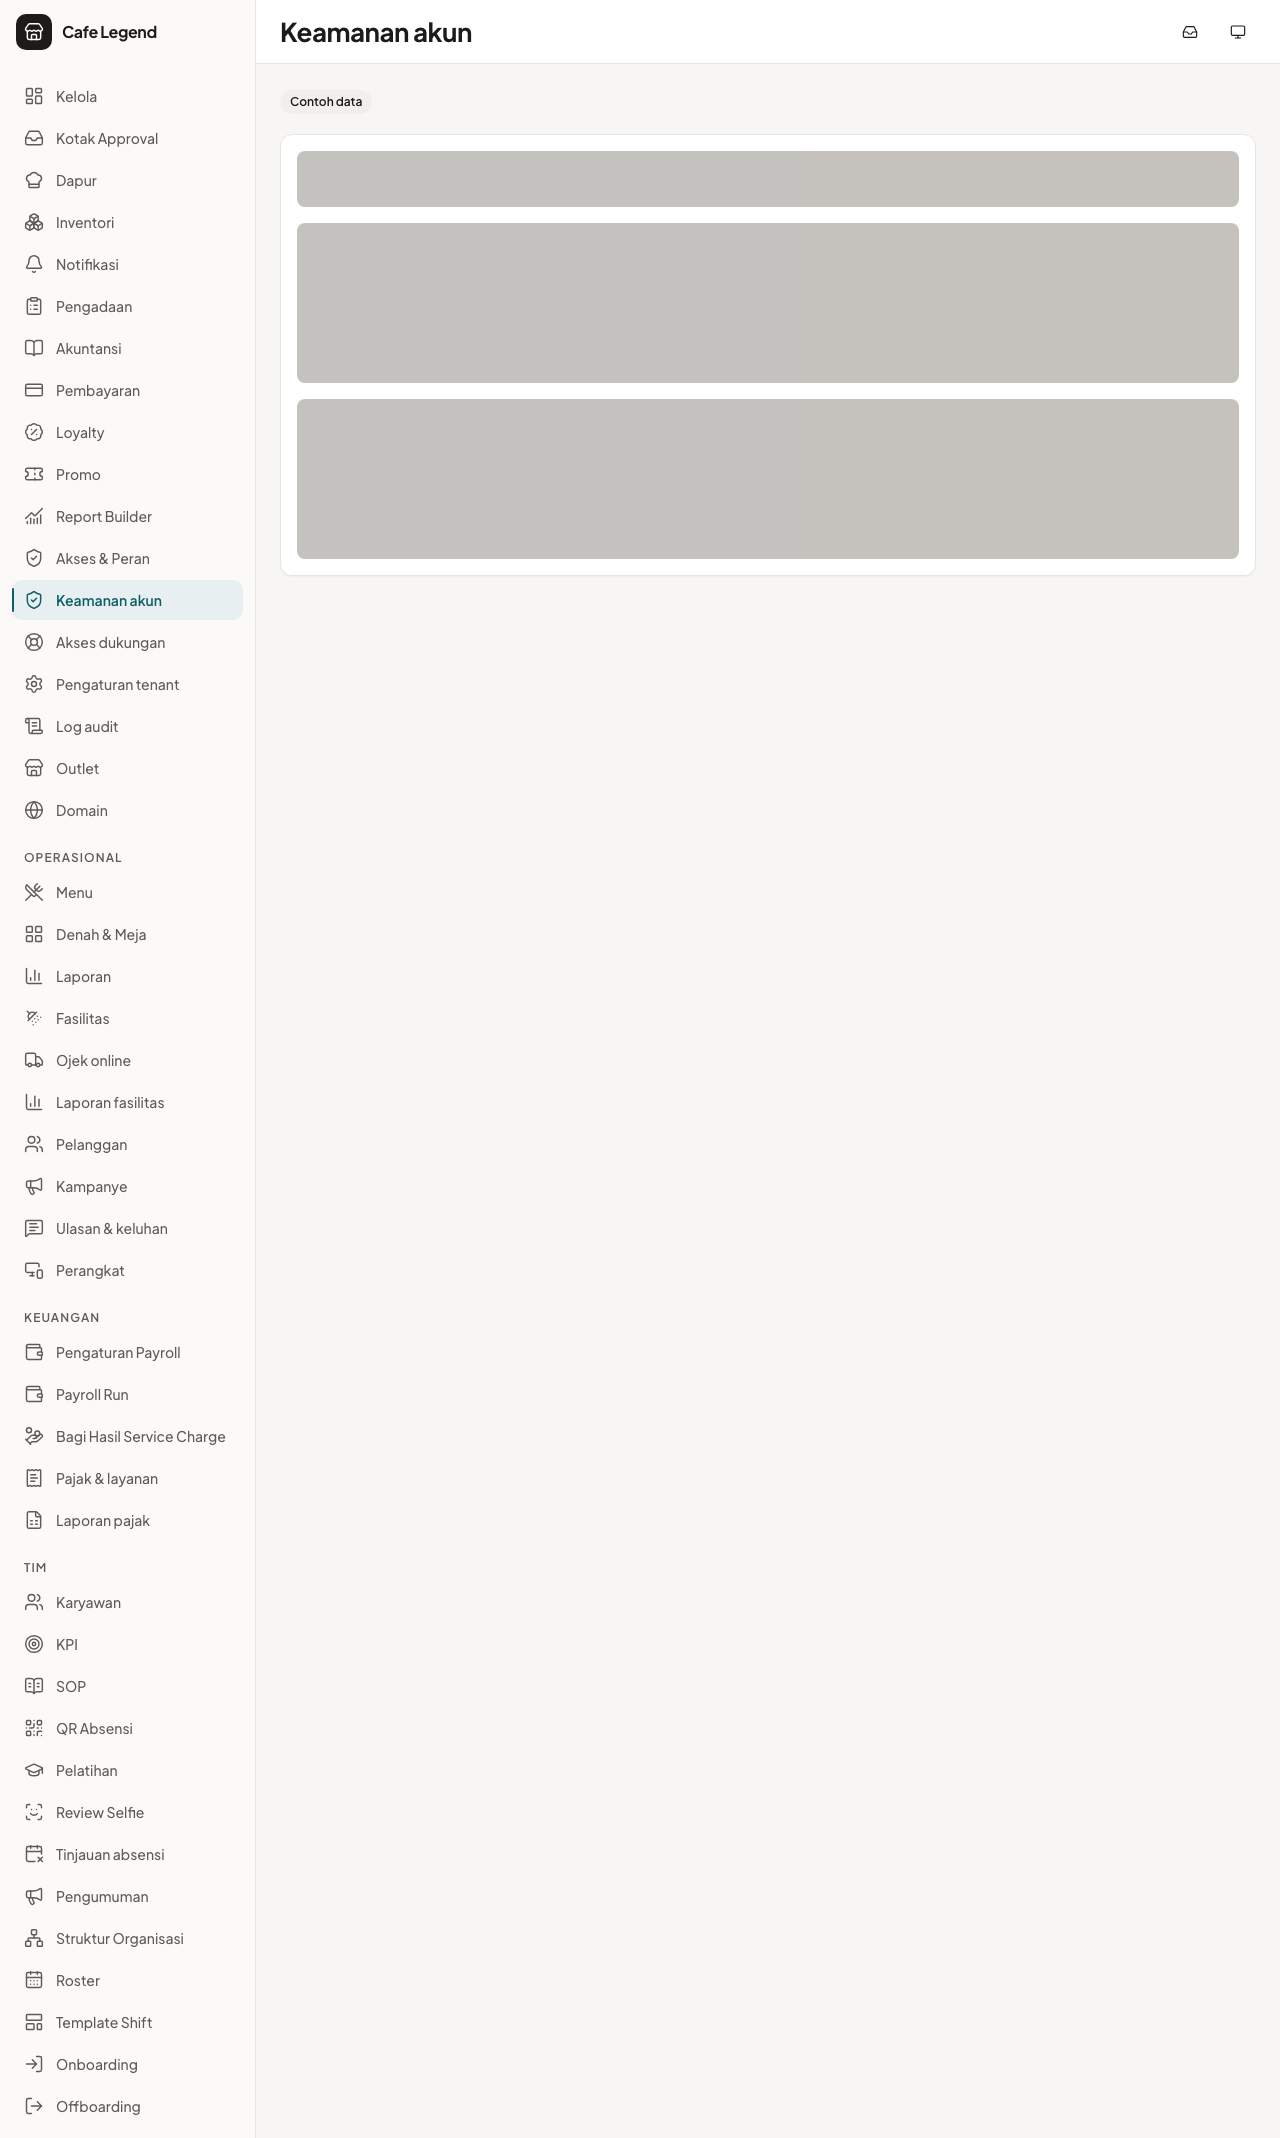 Cafe Legend
Keamanan akun
Kelola
Kotak Approval
Dapur
Inventori
Notifikasi
Pengadaan
Akuntansi
Pembayaran
Loyalty
Promo
Report Builder
Akses & Peran
Keamanan akun
Akses dukungan
Pengaturan tenant
Log audit
Outlet
Domain
OPERASIONAL
Menu
Denah & Meja
Laporan
Fasilitas
Ojek online
Laporan fasilitas
Pelanggan
Kampanye
Ulasan & keluhan
Perangkat
KEUANGAN
Pengaturan Payroll
Payroll Run
Bagi Hasil Service Charge
Pajak & layanan
Laporan pajak
TIM
Karyawan
KPI
SOP
QR Absensi
Pelatihan
Review Selfie
Tinjauan absensi
Pengumuman
Struktur Organisasi
Roster
Template Shift
Onboarding
Offboarding
Contoh data